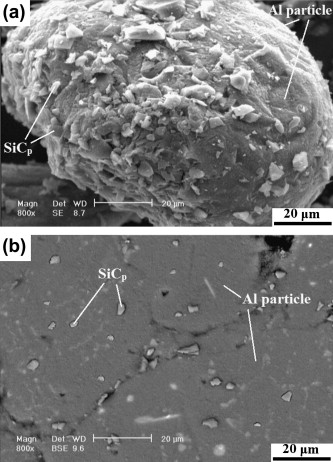 (a)
Al particle
SiCp
Magn Det WD
800x SE 8.7 20 µm
20 µm
(b)
SiCp
Al particle
Magn Det WD
800x BSE 9.6 20 µm
20 µm